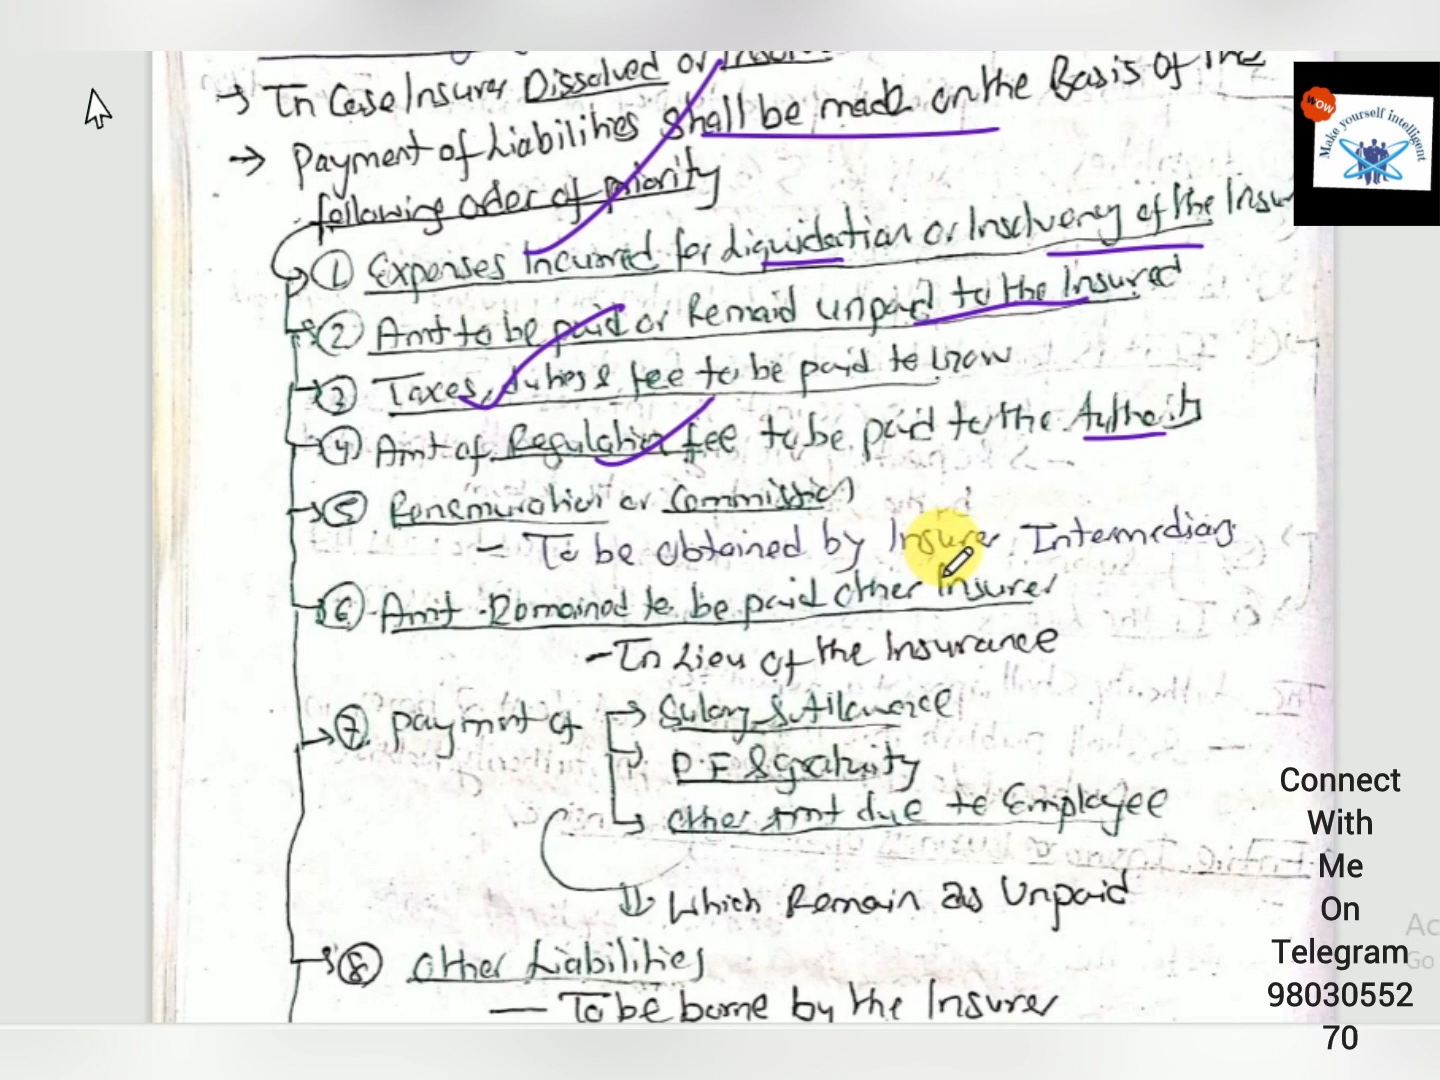 → In Case Insurer Dissolved or
→ Payment of Liabilities shall be made on the Basis of the
following order of priority
① Expenses Incurred for Liquidation or Insolvency of the Insu
② Amt to be paid or Remaid unpaid to the Insured
③ Taxes, duties & fee to be paid to
④ Amt of Regulation fee to be paid to the Authority
⑤ Renemuration or Commission
– To be obtained by Insurer Intermediary
⑥ Amt Remained to be paid other Insurer
– In Lieu of the Insurance
⑦ payment of → Salary & Allowance
→ P.F & gratuity
→ other Amt due to Employee
⇓ Which Remain as Unpaid
⑧ Other Liabilities
— To be borne by the Insurer
WOW
Make yourself intelligent
Connect
With
Me
On
Telegram
98030552
70
Ac
Go